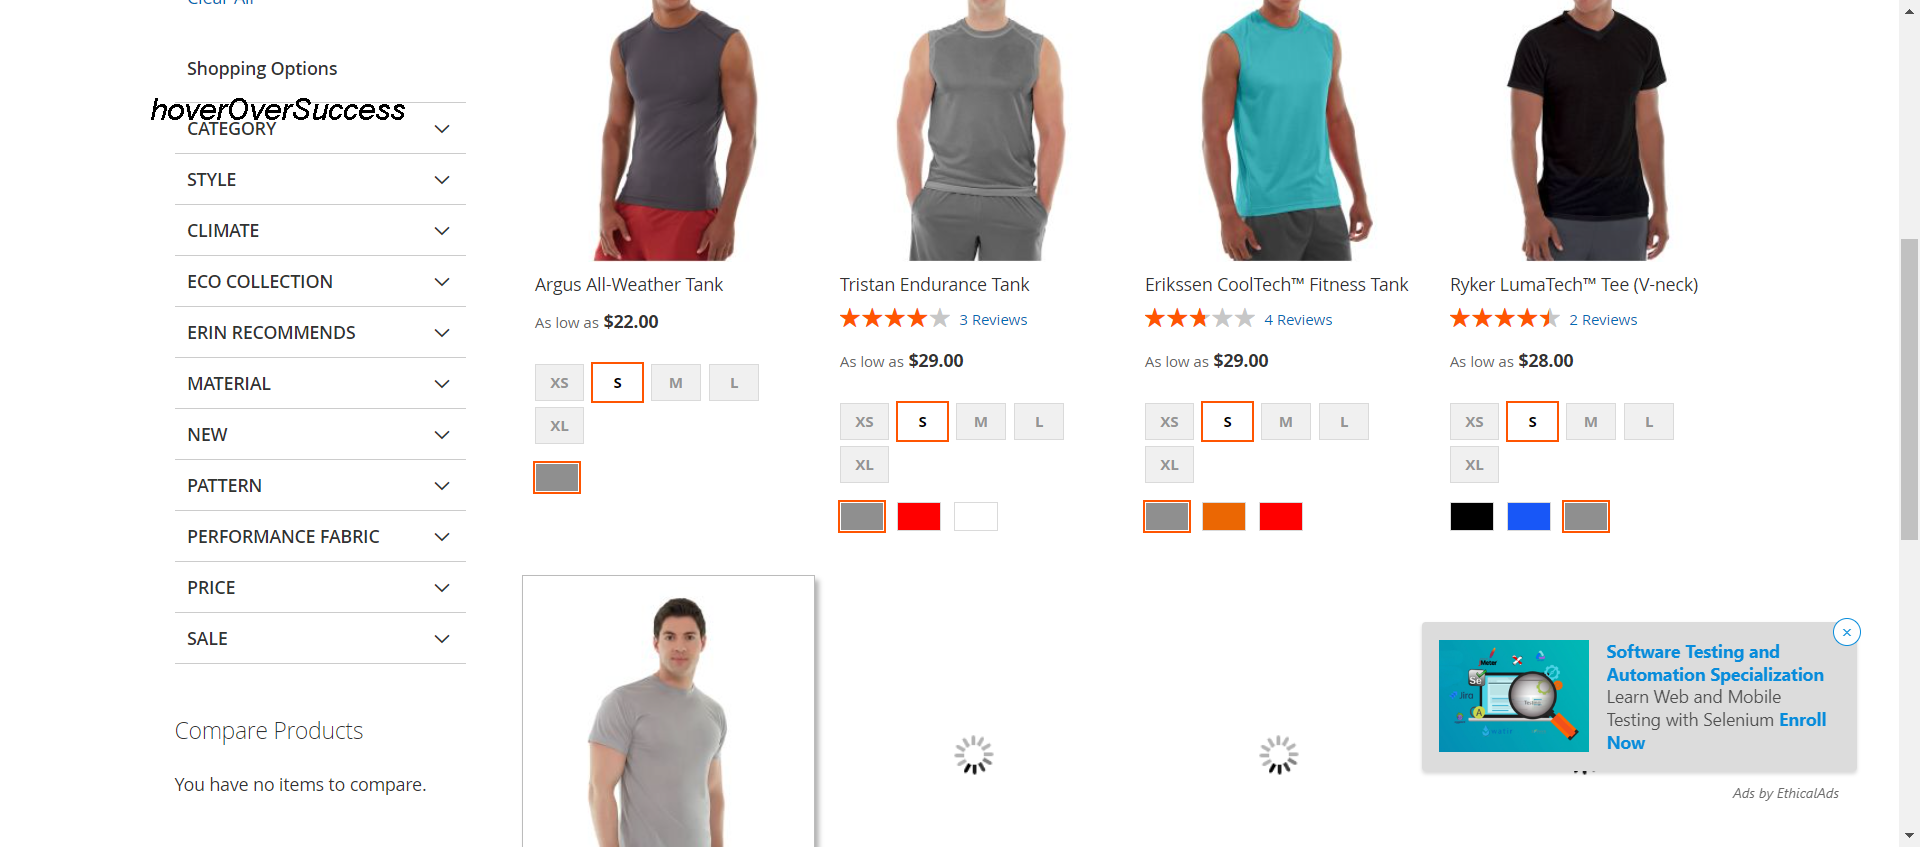 Clear All
Shopping Options
hoverOverSuccess
CATEGORY
STYLE
CLIMATE
ECO COLLECTION
ERIN RECOMMENDS
MATERIAL
NEW
PATTERN
PERFORMANCE FABRIC
PRICE
SALE
Compare Products
You have no items to compare.
Argus All-Weather Tank
As low as $22.00
XS S M L
XL
Tristan Endurance Tank
3 Reviews
As low as $29.00
XS S M L
XL
Erikssen CoolTech™ Fitness Tank
4 Reviews
As low as $29.00
XS S M L
XL
Ryker LumaTech™ Tee (V-neck)
2 Reviews
As low as $28.00
XS S M L
XL
Software Testing and
Automation Specialization
Learn Web and Mobile
Testing with Selenium Enroll
Now
Ads by EthicalAds